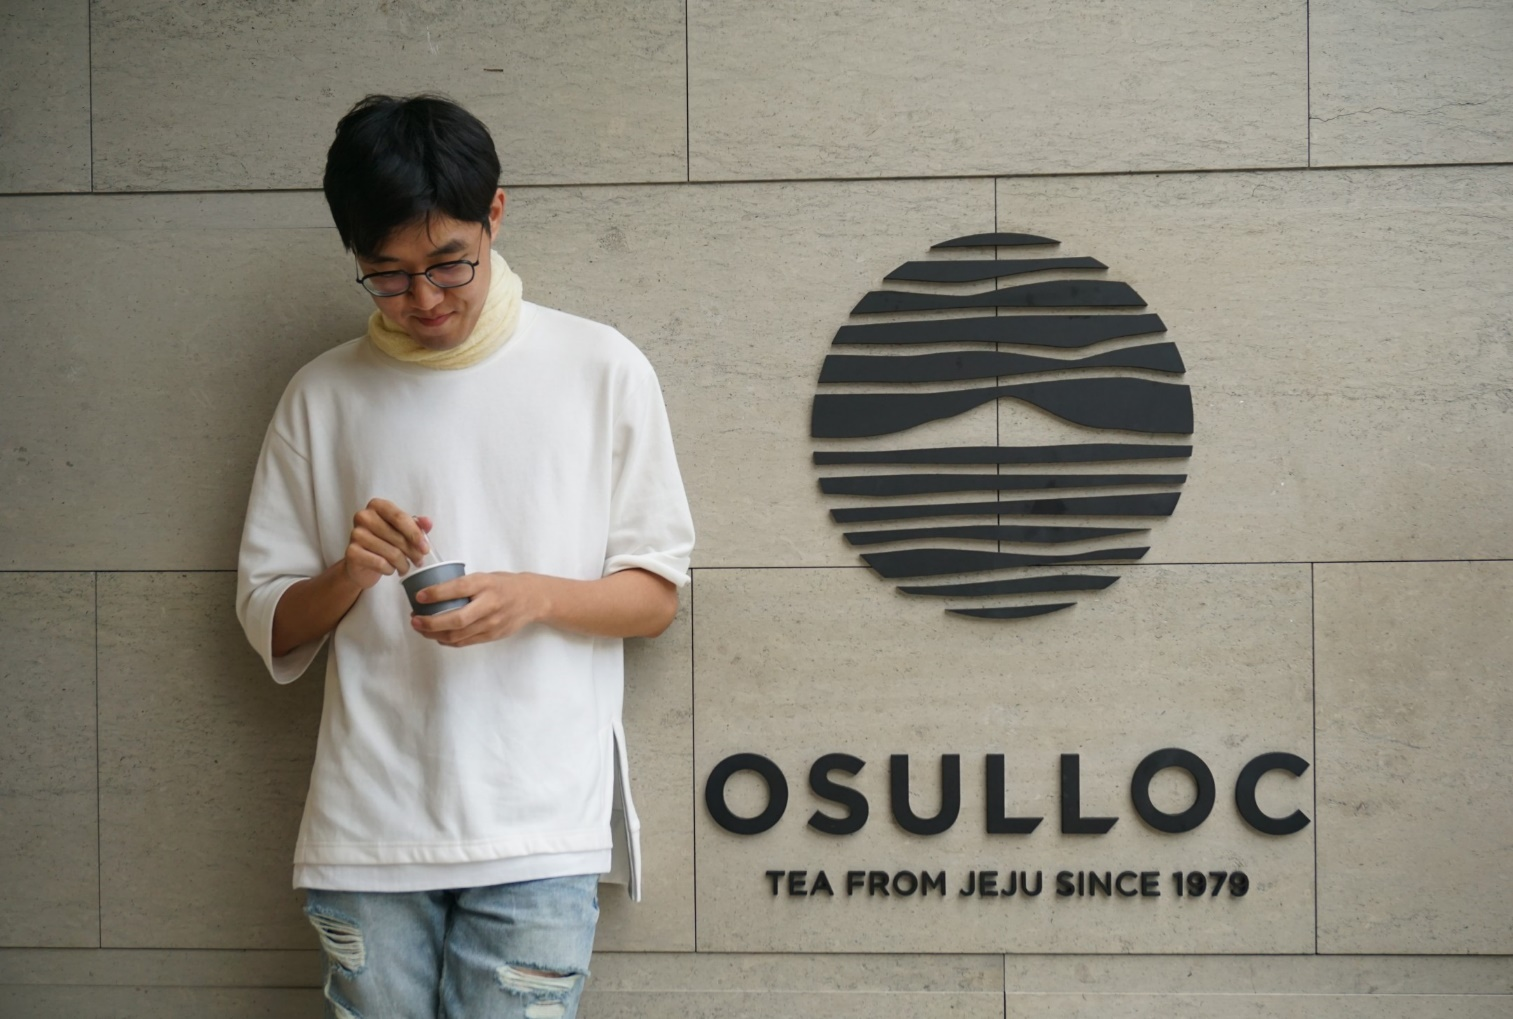 OSULLOC
TEA FROM JEJU SINCE 1979